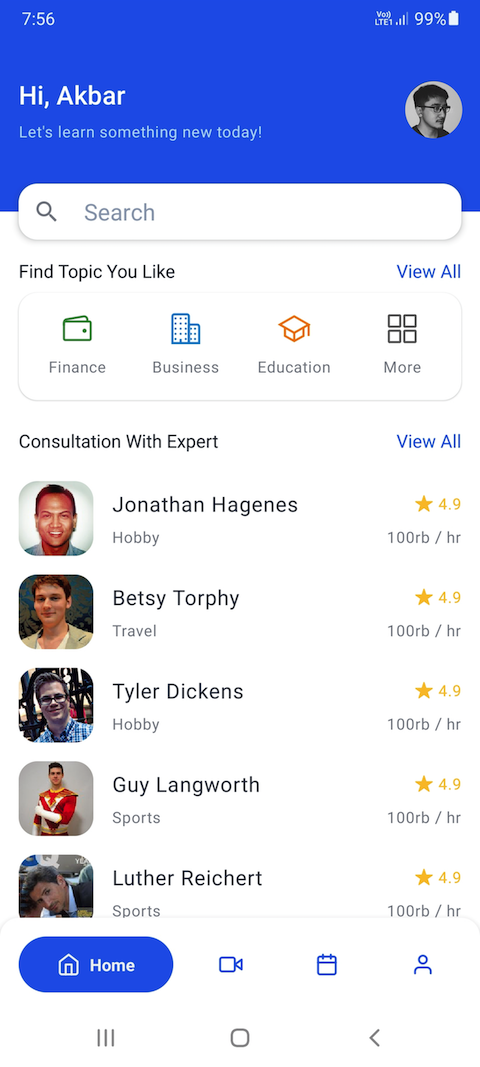 7:56
Vo))
LTE1
99%
Hi, Akbar
Let's learn something new today!
Search
Find Topic You Like
View All
Finance
Business
Education
More
Consultation With Expert
View All
Jonathan Hagenes
4.9
Hobby
100rb / hr
Betsy Torphy
4.9
Travel
100rb / hr
Tyler Dickens
4.9
Hobby
100rb / hr
Guy Langworth
4.9
Sports
100rb / hr
Luther Reichert
4.9
Sports
100rb / hr
Home